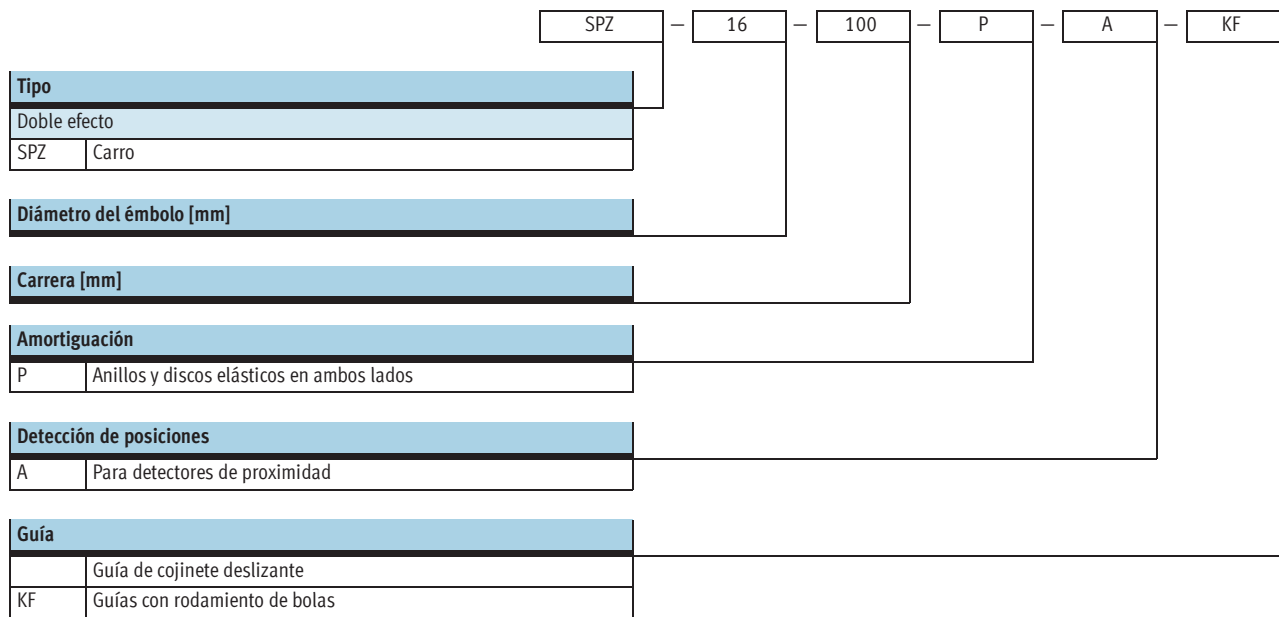 SPZ — 16 — 100 — P — A — KF
Tipo
Doble efecto
SPZ Carro
Diámetro del émbolo [mm]
Carrera [mm]
Amortiguación
P Anillos y discos elásticos en ambos lados
Detección de posiciones
A Para detectores de proximidad
Guía
Guía de cojinete deslizante
KF Guías con rodamiento de bolas